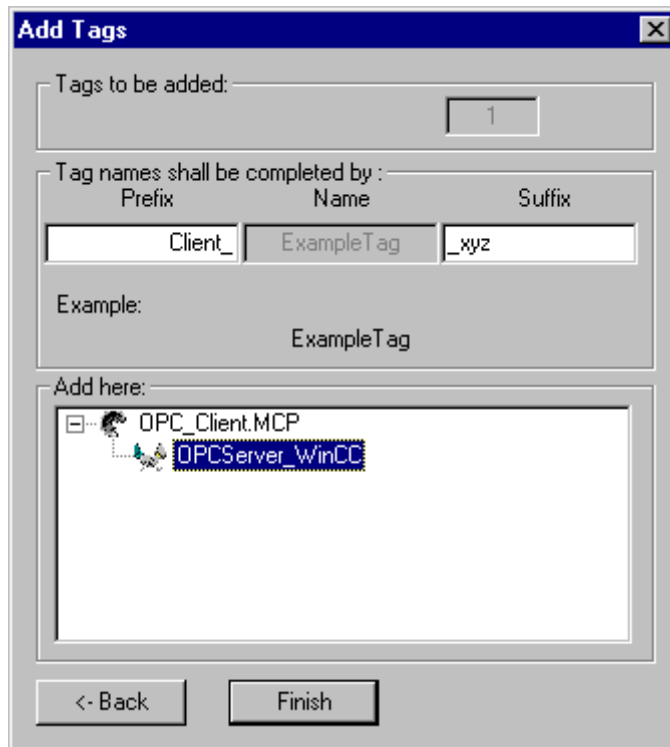 Add Tags
Tags to be added:
1
Tag names shall be completed by :
Prefix Name Suffix
Client_ ExampleTag _xyz
Example:
ExampleTag
Add here:
OPC_Client.MCP
OPCServer_WinCC
<- Back Finish